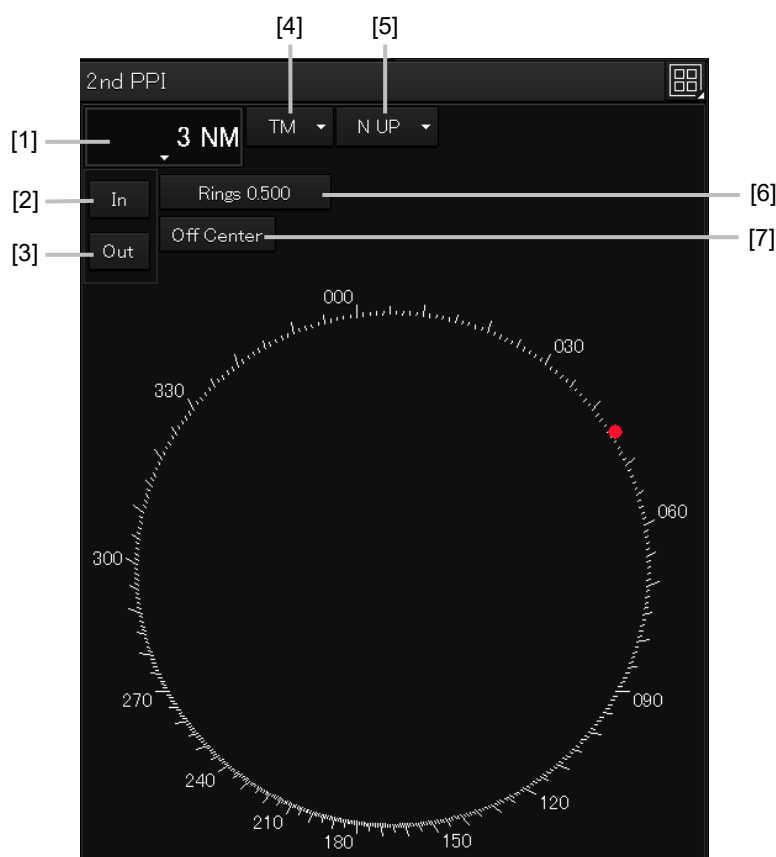 [4] [5]
2nd PPI
[1] 3 NM TM N UP
[2] In Rings 0.500 [6]
[3] Out Off Center [7]
000
030
330
060
300
270 090
240 120
210
180 150